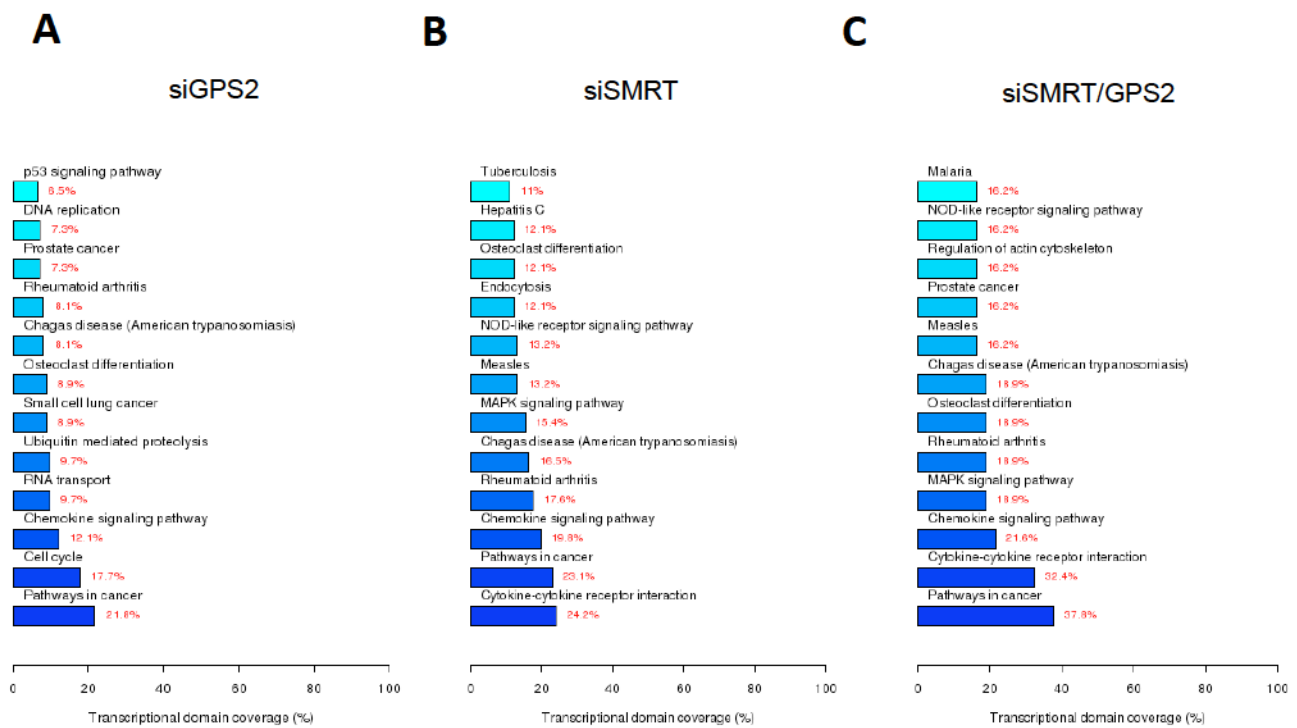 A
siGPS2
p53 signaling pathway
6.5%
DNA replication
7.3%
Prostate cancer
7.3%
Rheumatoid arthritis
8.1%
Chagas disease (American trypanosomiasis)
8.1%
Osteoclast differentiation
8.9%
Small cell lung cancer
8.9%
Ubiquitin mediated proteolysis
9.7%
RNA transport
9.7%
Chemokine signaling pathway
12.1%
Cell cycle
17.7%
Pathways in cancer
21.8%
0 20 40 60 80 100
Transcriptional domain coverage (%)
B
siSMRT
Tuberculosis
11%
Hepatitis C
12.1%
Osteoclast differentiation
12.1%
Endocytosis
12.1%
NOD-like receptor signaling pathway
13.2%
Measles
13.2%
MAPK signaling pathway
15.4%
Chagas disease (American trypanosomiasis)
16.5%
Rheumatoid arthritis
17.6%
Chemokine signaling pathway
19.8%
Pathways in cancer
23.1%
Cytokine-cytokine receptor interaction
24.2%
0 20 40 60 80 100
Transcriptional domain coverage (%)
C
siSMRT/GPS2
Malaria
16.2%
NOD-like receptor signaling pathway
16.2%
Regulation of actin cytoskeleton
16.2%
Prostate cancer
16.2%
Measles
16.2%
Chagas disease (American trypanosomiasis)
18.9%
Osteoclast differentiation
18.9%
Rheumatoid arthritis
18.9%
MAPK signaling pathway
18.9%
Chemokine signaling pathway
21.6%
Cytokine-cytokine receptor interaction
32.4%
Pathways in cancer
37.8%
0 20 40 60 80 100
Transcriptional domain coverage (%)